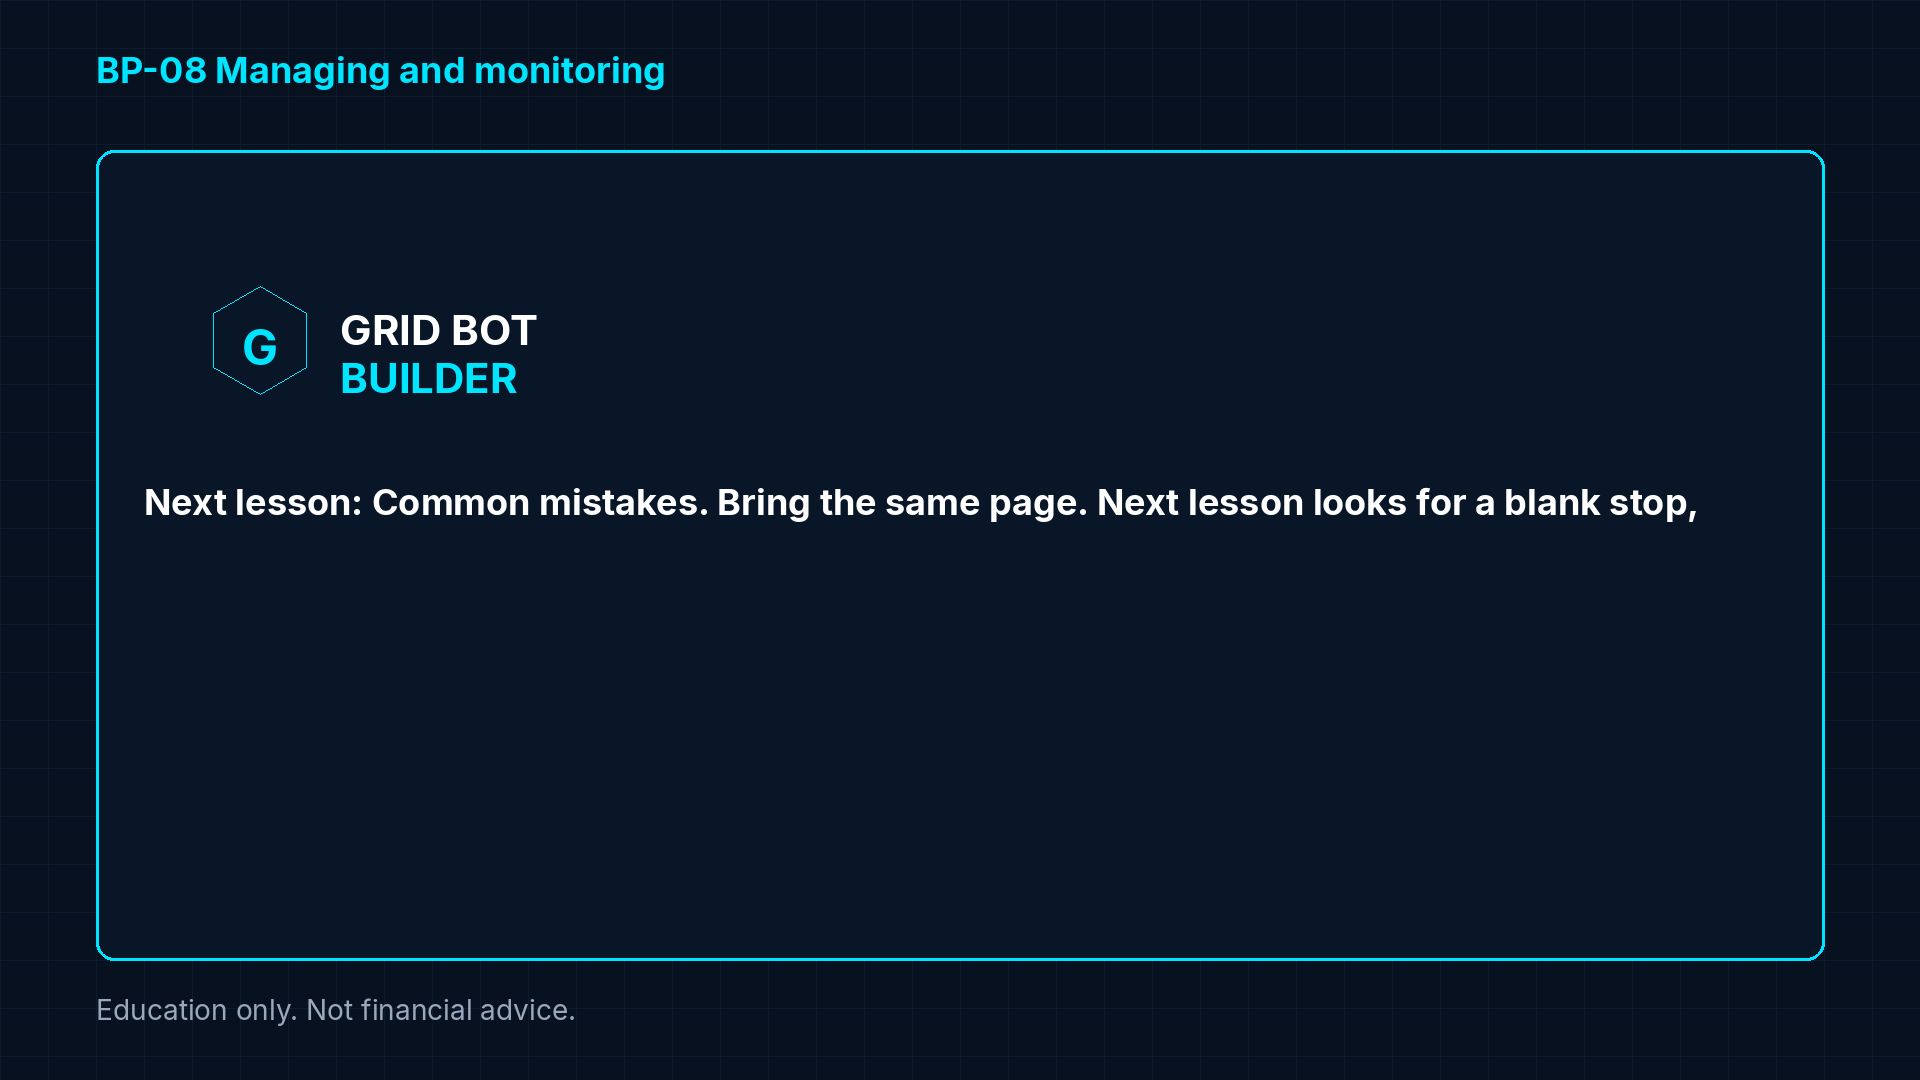 BP-08 Managing and monitoring
G
GRID BOT
BUILDER
Next lesson: Common mistakes. Bring the same page. Next lesson looks for a blank stop,
Education only. Not financial advice.